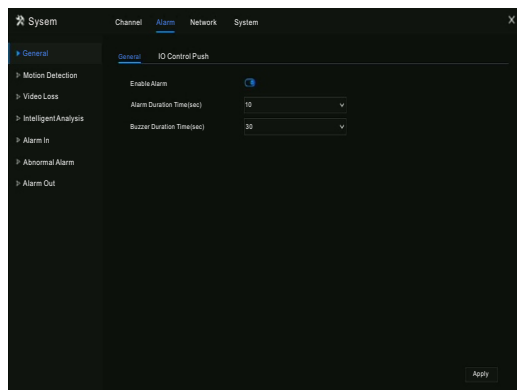 Sysem
Channel Alarm Network System X
General
Motion Detection
Video Loss
Intelligent Analysis
Alarm In
Abnormal Alarm
Alarm Out
General IO Control Push
Enable Alarm
Alarm Duration Time(sec) 10
Buzzer Duration Time(sec) 30
Apply